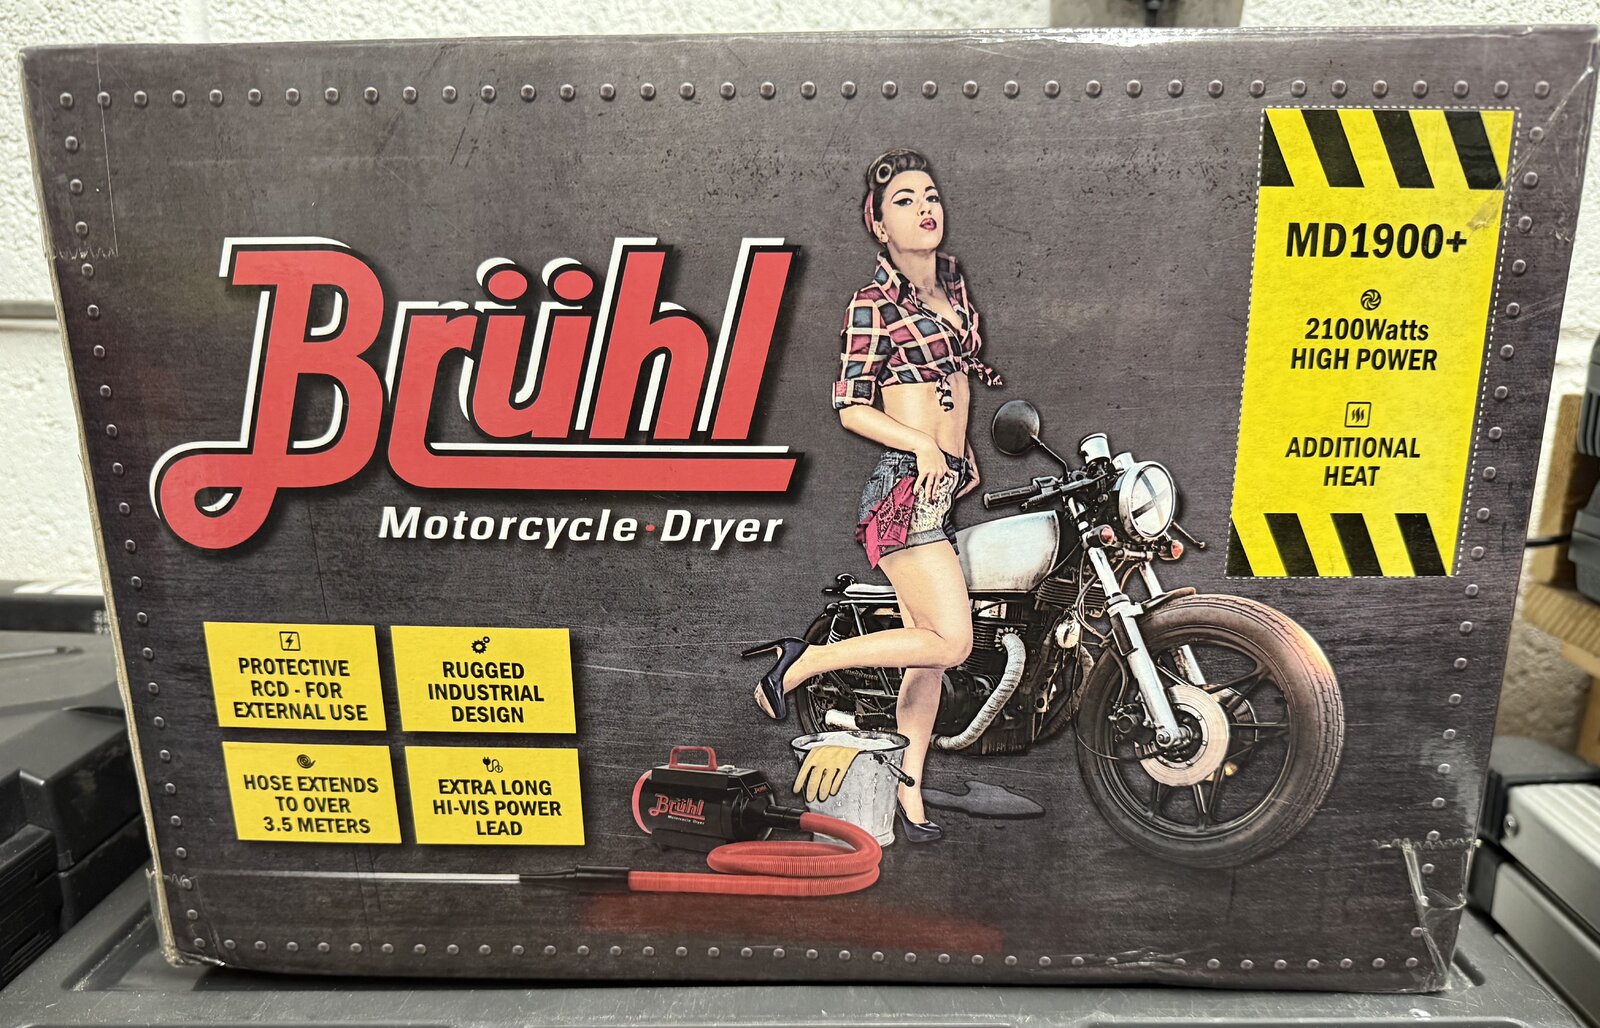 Brühl
Motorcycle · Dryer
MD1900+
2100Watts
HIGH POWER
ADDITIONAL
HEAT
PROTECTIVE
RCD - FOR
EXTERNAL USE
RUGGED
INDUSTRIAL
DESIGN
HOSE EXTENDS
TO OVER
3.5 METERS
EXTRA LONG
HI-VIS POWER
LEAD
Brühl
Motorcycle Dryer